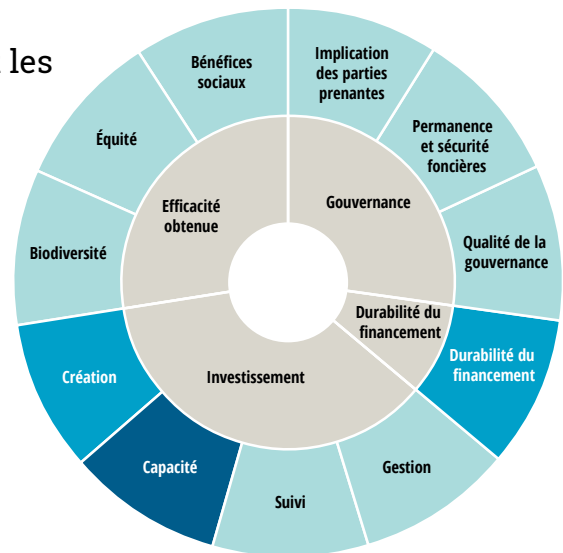 les
Bénéfices
sociaux
Implication
des parties
prenantes
Équité
Permanence
et sécurité
foncières
Efficacité
obtenue
Gouvernance
Biodiversité
Qualité de la
gouvernance
Durabilité du
financement
Durabilité du
financement
Création
Investissement
Capacité
Gestion
Suivi